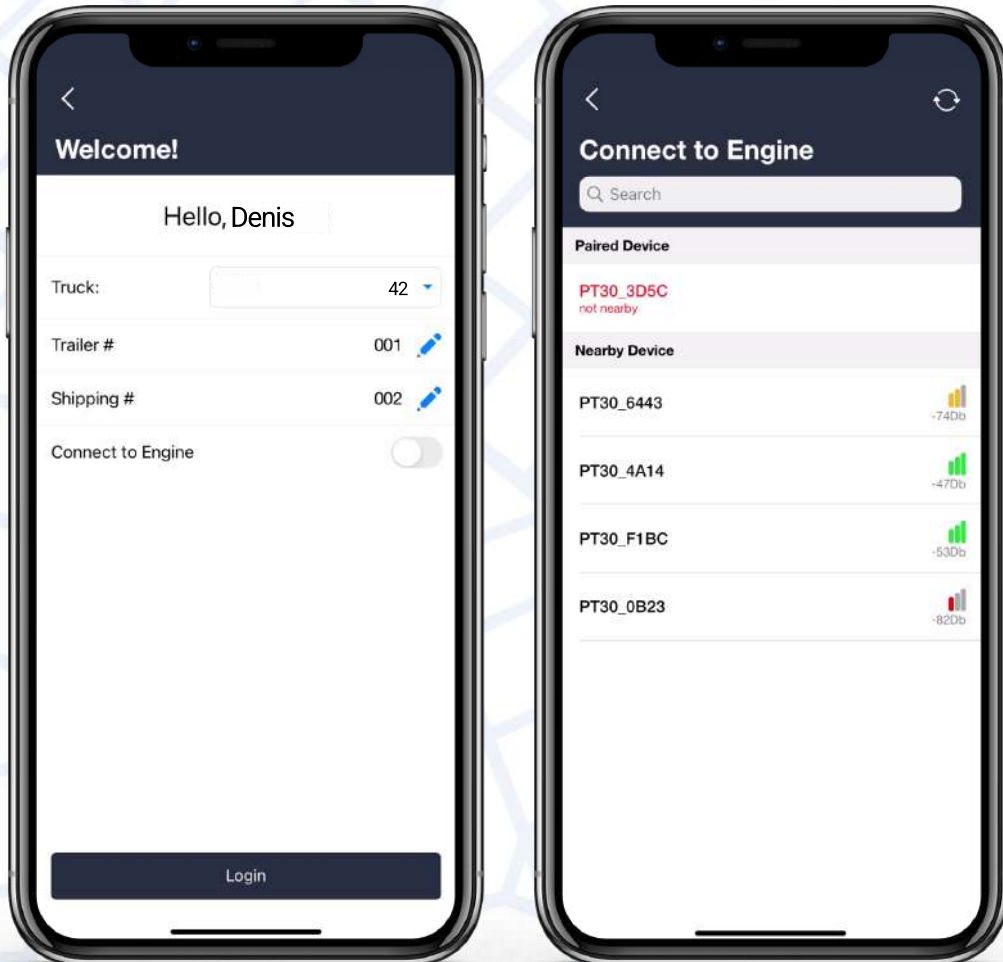 Welcome!
Hello, Denis
Truck: 42
Trailer # 001
Shipping # 002
Connect to Engine
Login
Connect to Engine
Search
Paired Device
PT30_3D5C
not nearby
Nearby Device
PT30_6443
-74Db
PT30_4A14
-47Db
PT30_F1BC
-53Db
PT30_0B23
-82Db